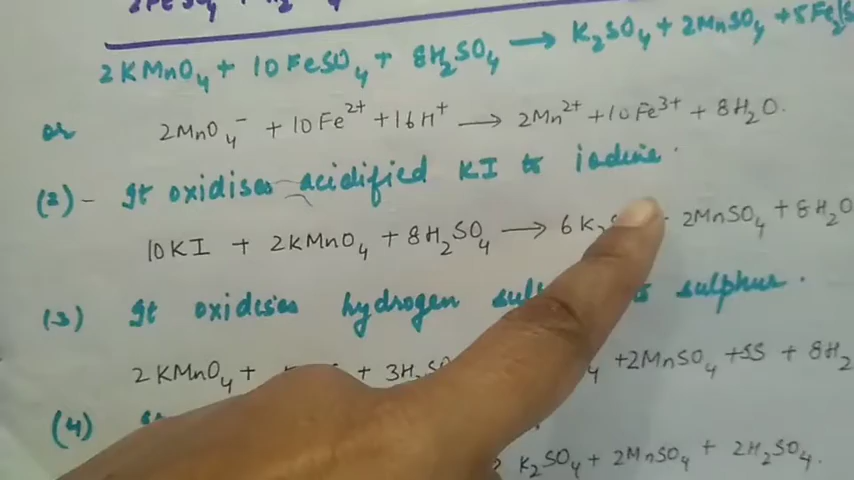 2KMnO₄ + 10FeSO₄ + 8H₂SO₄ → K₂SO₄ + 2MnSO₄ + 5Fe₂(S
or 2MnO₄⁻ + 10Fe²⁺ + 16H⁺ → 2Mn²⁺ + 10Fe³⁺ + 8H₂O.
(2) - It oxidises acidified KI to iodine.
10KI + 2KMnO₄ + 8H₂SO₄ → 6K₂ 2MnSO₄ + 8H₂O
(3) It oxidises hydrogen sulphur.
2KMnO₄ + + 3H₂ +2MnSO₄ +5S + 8H₂
(4)
K₂SO₄ + 2MnSO₄ + 2H₂SO₄.